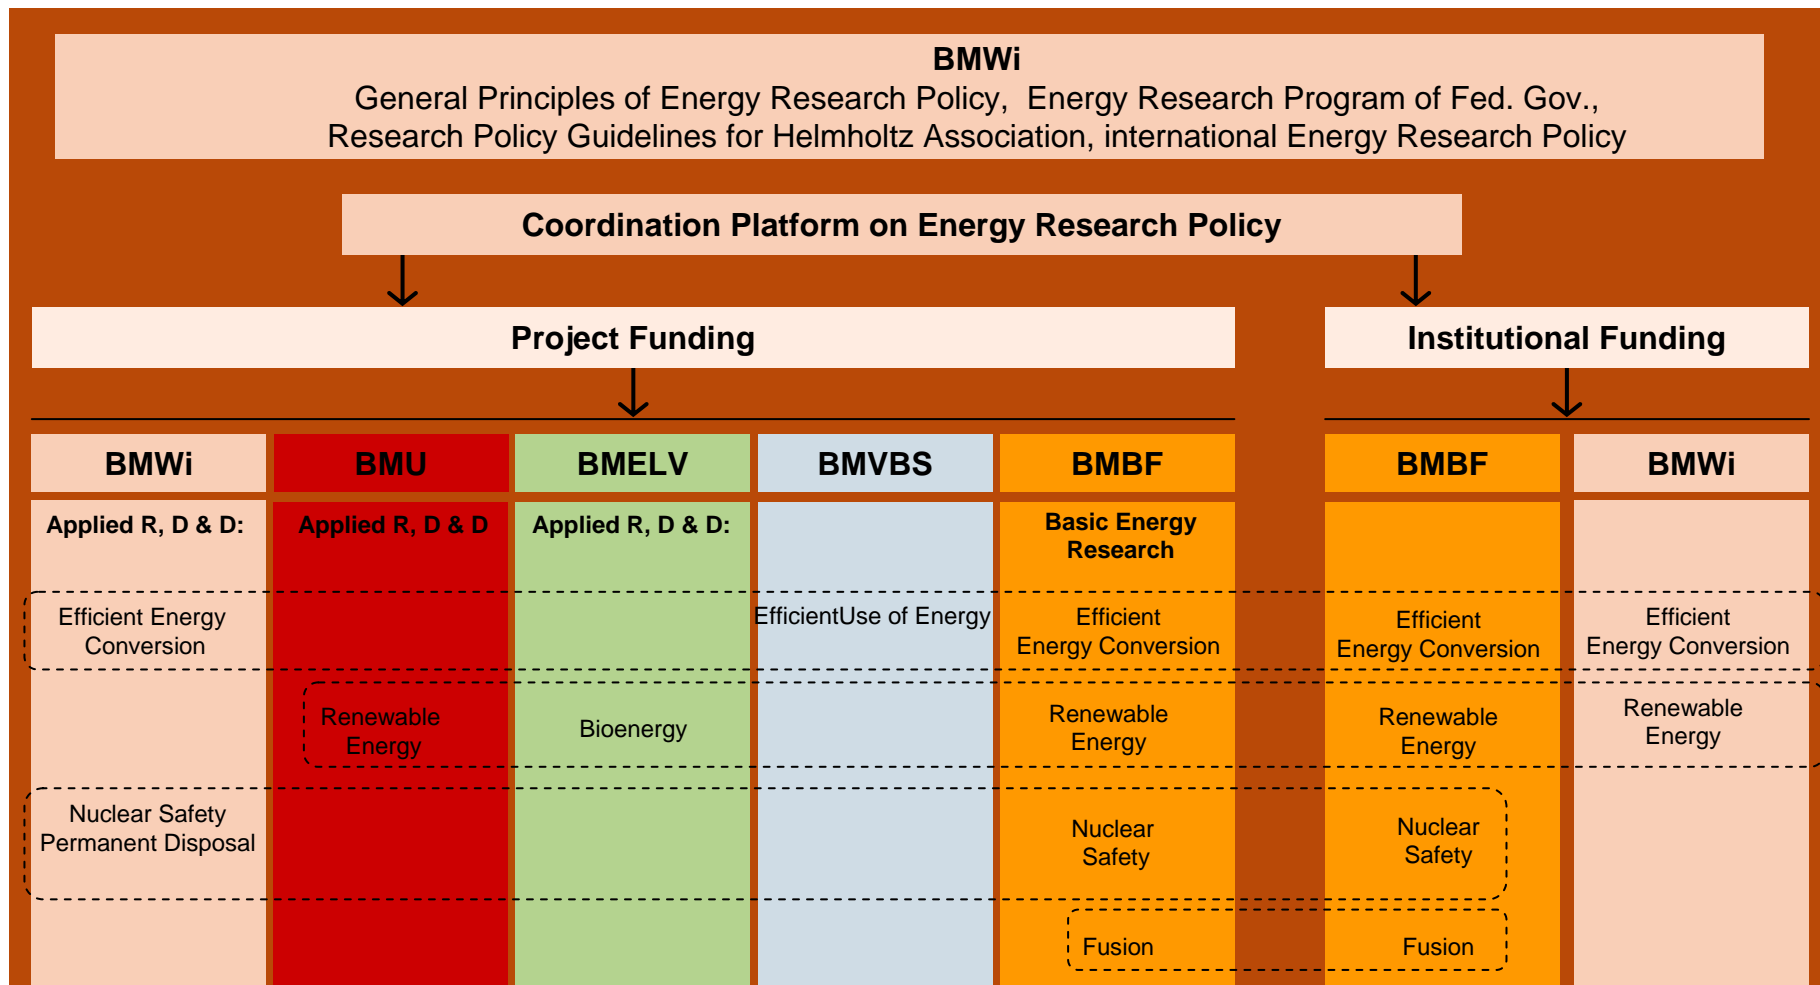 BMWi
General Principles of Energy Research Policy, Energy Research Program of Fed. Gov.,
Research Policy Guidelines for Helmholtz Association, international Energy Research Policy
Coordination Platform on Energy Research Policy
Project Funding
Institutional Funding
BMWi
BMU
BMELV
BMVBS
BMBF
BMBF
BMWi
Applied R, D & D:
Applied R, D & D
Applied R, D & D:
Basic Energy
Research
Efficient Energy
Conversion
EfficientUse of Energy
Efficient
Energy Conversion
Efficient
Energy Conversion
Efficient
Energy Conversion
Renewable
Energy
Bioenergy
Renewable
Energy
Renewable
Energy
Renewable
Energy
Nuclear Safety
Permanent Disposal
Nuclear
Safety
Nuclear
Safety
Fusion
Fusion